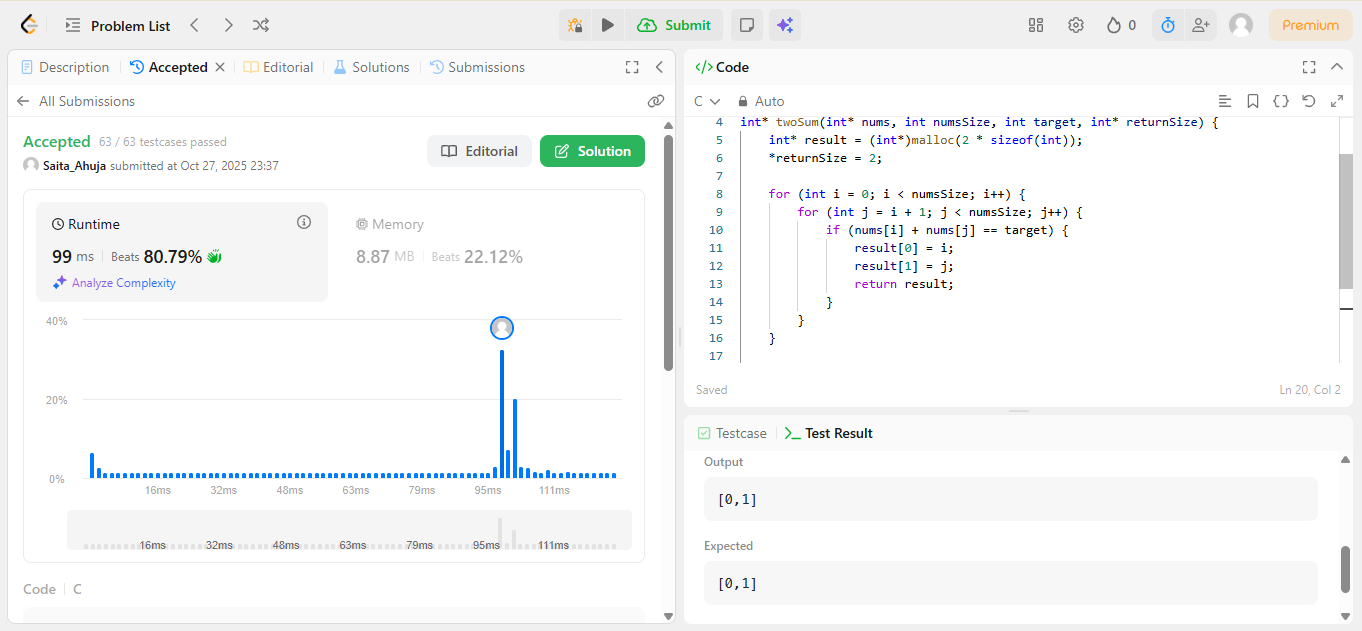 Problem List
Submit
0
Premium
Description
Accepted
Editorial
Solutions
Submissions
All Submissions
Accepted 63 / 63 testcases passed
Saita_Ahuja submitted at Oct 27, 2025 23:37
Editorial
Solution
Runtime
99 ms Beats 80.79%
Analyze Complexity
Memory
8.87 MB Beats 22.12%
40%
20%
0%
16ms 32ms 48ms 63ms 79ms 95ms 111ms
16ms 32ms 48ms 63ms 79ms 95ms 111ms
Code C
</> Code
C Auto
4 int* twoSum(int* nums, int numsSize, int target, int* returnSize) {
5 int* result = (int*)malloc(2 * sizeof(int));
6 *returnSize = 2;
7
8 for (int i = 0; i < numsSize; i++) {
9 for (int j = i + 1; j < numsSize; j++) {
10 if (nums[i] + nums[j] == target) {
11 result[0] = i;
12 result[1] = j;
13 return result;
14 }
15 }
16 }
17
Saved
Ln 20, Col 2
Testcase
Test Result
Output
[0,1]
Expected
[0,1]